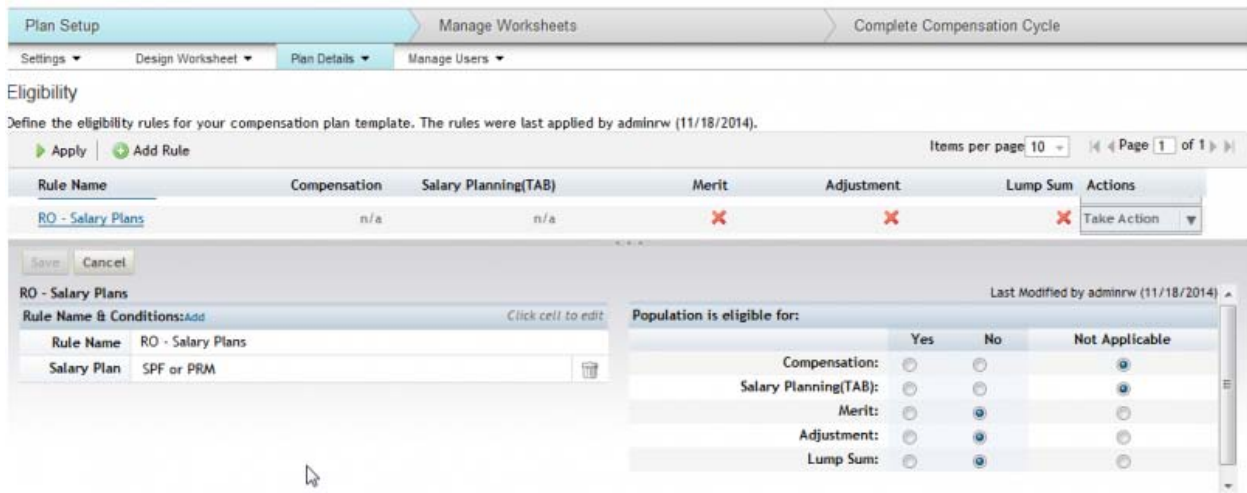 Plan Setup Manage Worksheets Complete Compensation Cycle
Settings Design Worksheet Plan Details Manage Users
Eligibility
Define the eligibility rules for your compensation plan template. The rules were last applied by adminrw (11/18/2014).
Apply Add Rule Items per page 10 Page 1 of 1
Rule Name Compensation Salary Planning(TAB) Merit Adjustment Lump Sum Actions
RO - Salary Plans n/a n/a Take Action
Save Cancel
RO - Salary Plans Last Modified by adminrw (11/18/2014)
Rule Name & Conditions:Add Click cell to edit Population is eligible for:
Rule Name RO - Salary Plans Yes No Not Applicable
Salary Plan SPF or PRM Compensation:
Salary Planning(TAB):
Merit:
Adjustment:
Lump Sum: